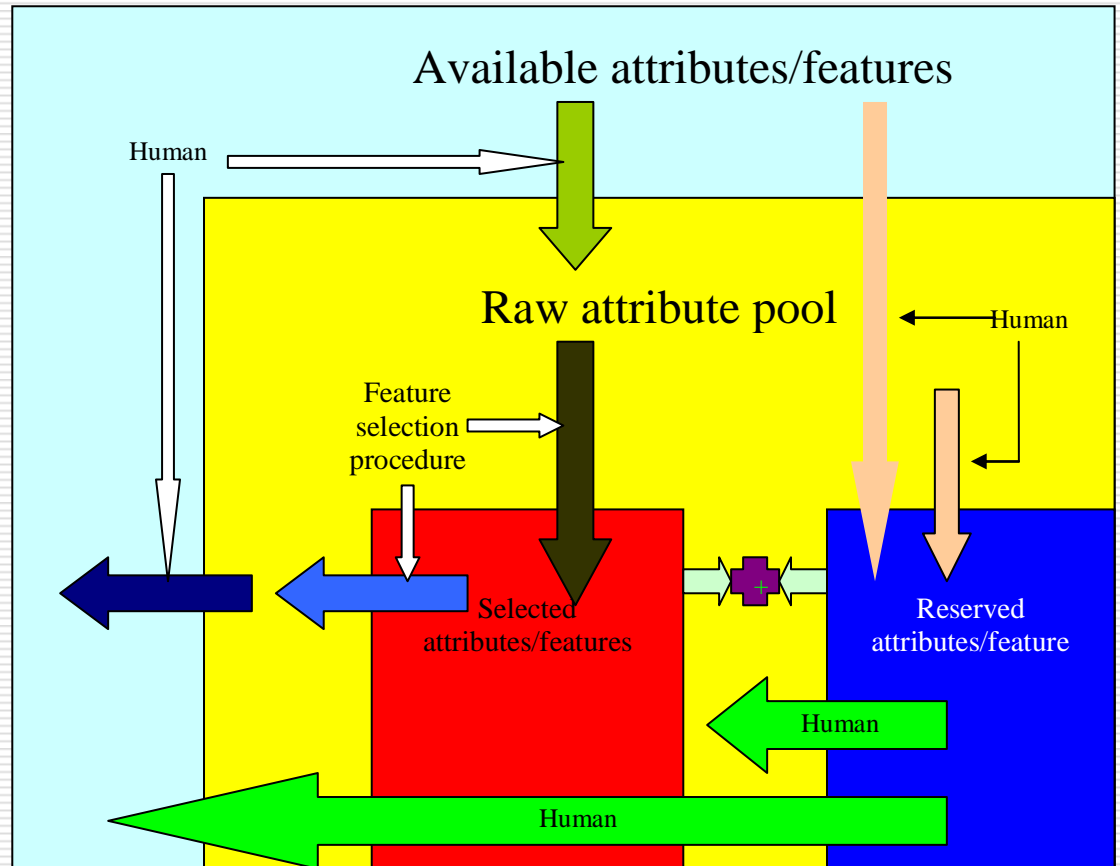 Available attributes/features
Human
Raw attribute pool
Human
Feature
selection
procedure
+
Selected
attributes/features
Reserved
attributes/feature
Human
Human